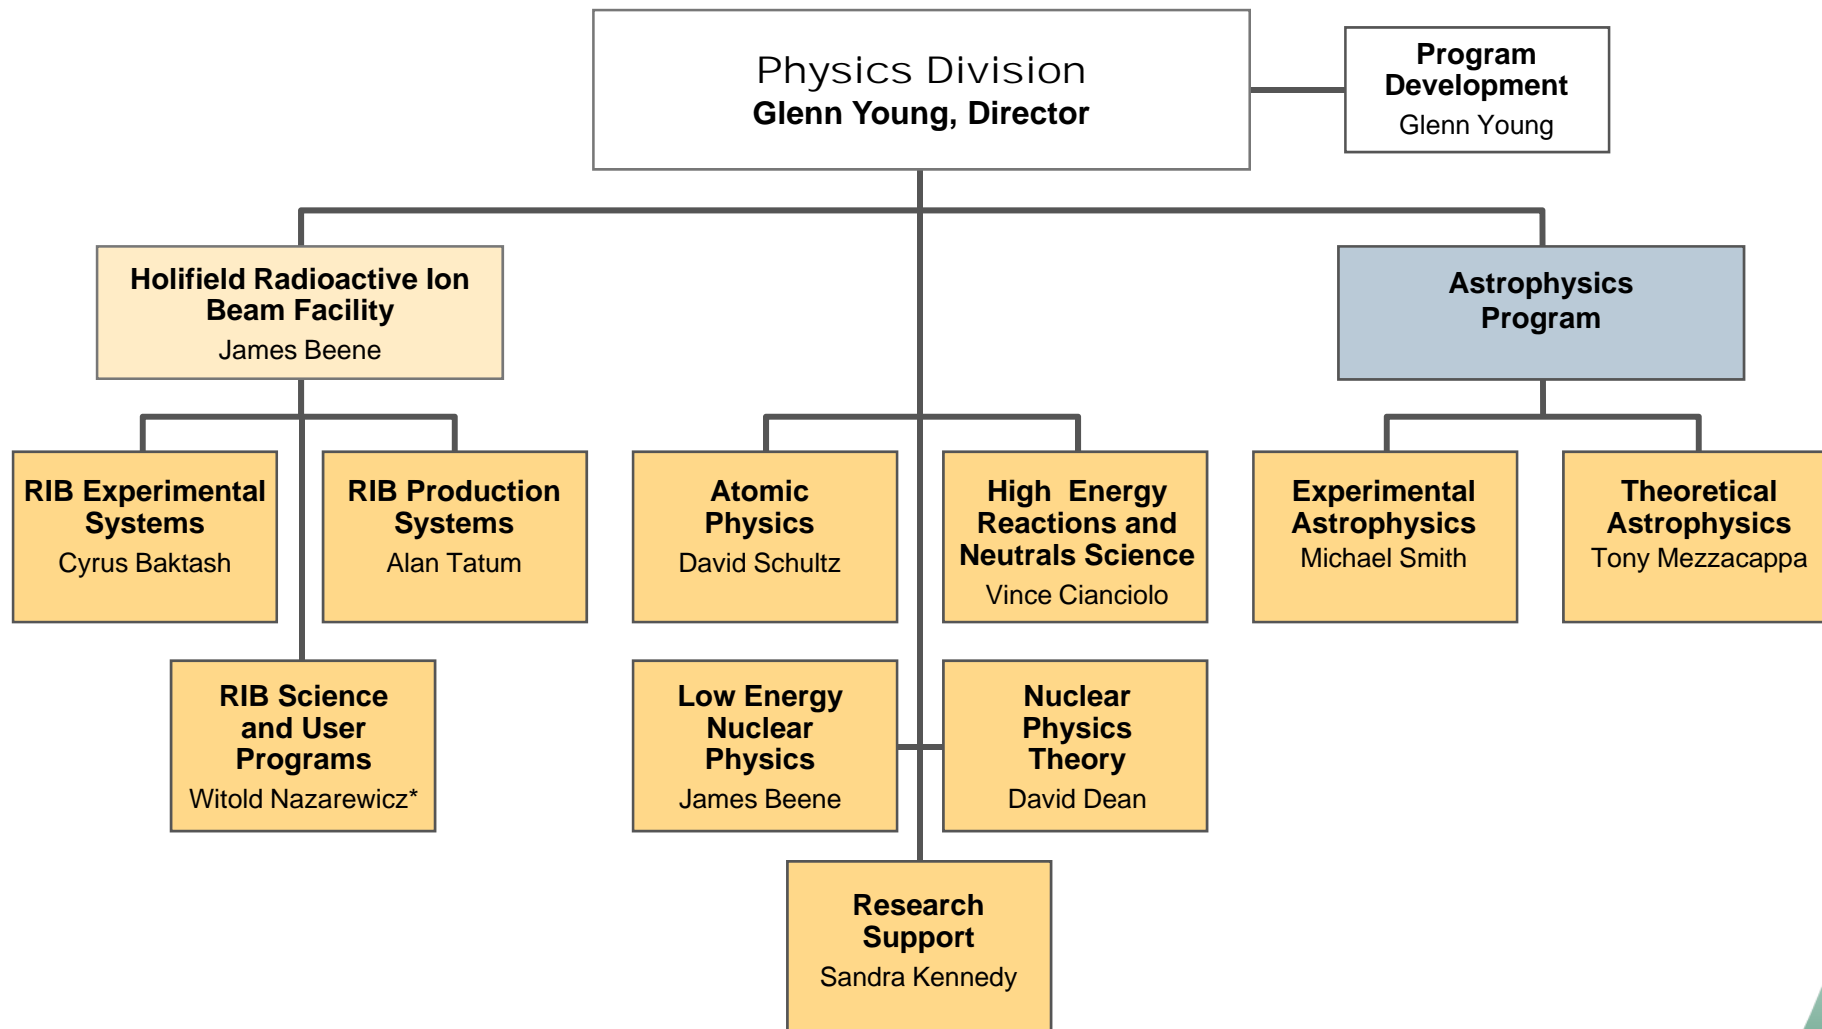 Physics Division
Glenn Young, Director
Program
Development
Glenn Young
Holifield Radioactive Ion
Beam Facility
James Beene
Astrophysics
Program
RIB Experimental
Systems
Cyrus Baktash
RIB Production
Systems
Alan Tatum
Atomic
Physics
David Schultz
High Energy
Reactions and
Neutrals Science
Vince Cianciolo
Experimental
Astrophysics
Michael Smith
Theoretical
Astrophysics
Tony Mezzacappa
RIB Science
and User
Programs
Witold Nazarewicz*
Low Energy
Nuclear
Physics
James Beene
Nuclear
Physics
Theory
David Dean
Research
Support
Sandra Kennedy